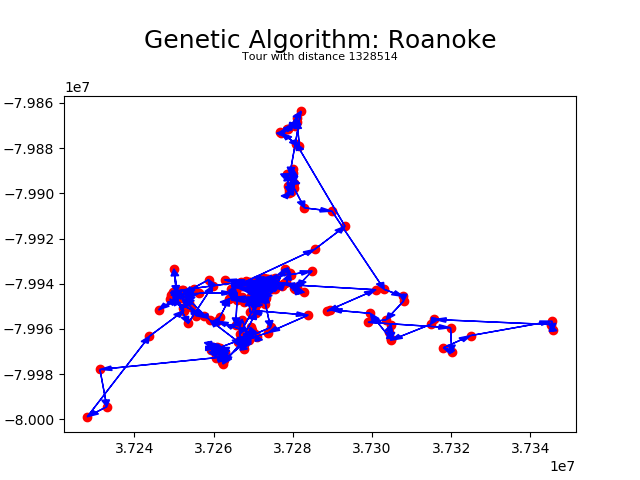 Genetic Algorithm: Roanoke
Tour with distance 1328514
1e7
−7.986
−7.988
−7.990
−7.992
−7.994
−7.996
−7.998
−8.000
3.724 3.726 3.728 3.730 3.732 3.734
1e7